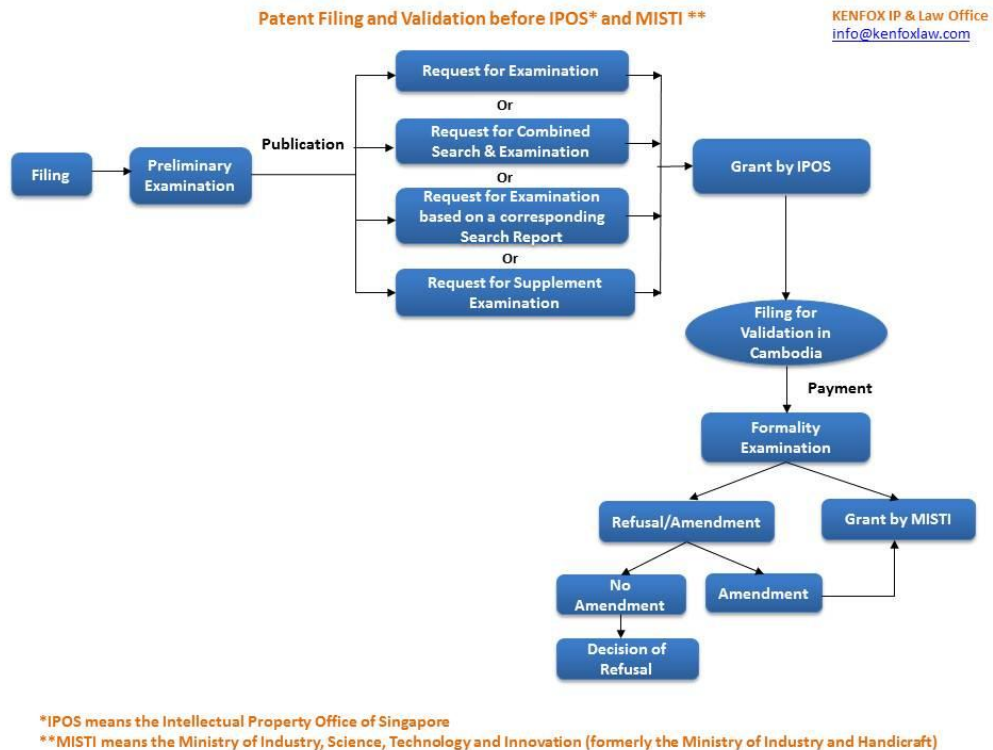 Patent Filing and Validation before IPOS* and MISTI **
KENFOX IP & Law Office
info@kenfoxlaw.com
Filing
Preliminary
Examination
Publication
Request for Examination
Or
Request for Combined
Search & Examination
Or
Request for Examination
based on a corresponding
Search Report
Or
Request for Supplement
Examination
Grant by IPOS
Filing for
Validation in
Cambodia
Payment
Formality
Examination
Refusal/Amendment
Grant by MISTI
No
Amendment
Amendment
Decision of
Refusal
*IPOS means the Intellectual Property Office of Singapore
**MISTI means the Ministry of Industry, Science, Technology and Innovation (formerly the Ministry of Industry and Handicraft)